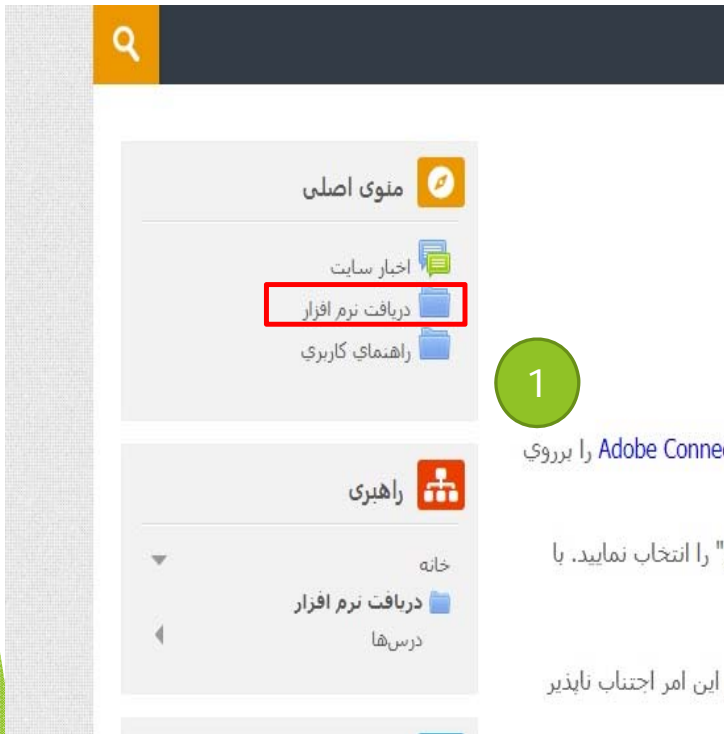 منوی اصلی
اخبار سایت
دریافت نرم افزار
راهنماي کاربري
1
Adobe Conne را برروي
راهبری
خانه
" را انتخاب نمایید. با
دریافت نرم افزار
درس‌ها
این امر اجتناب ناپذیر